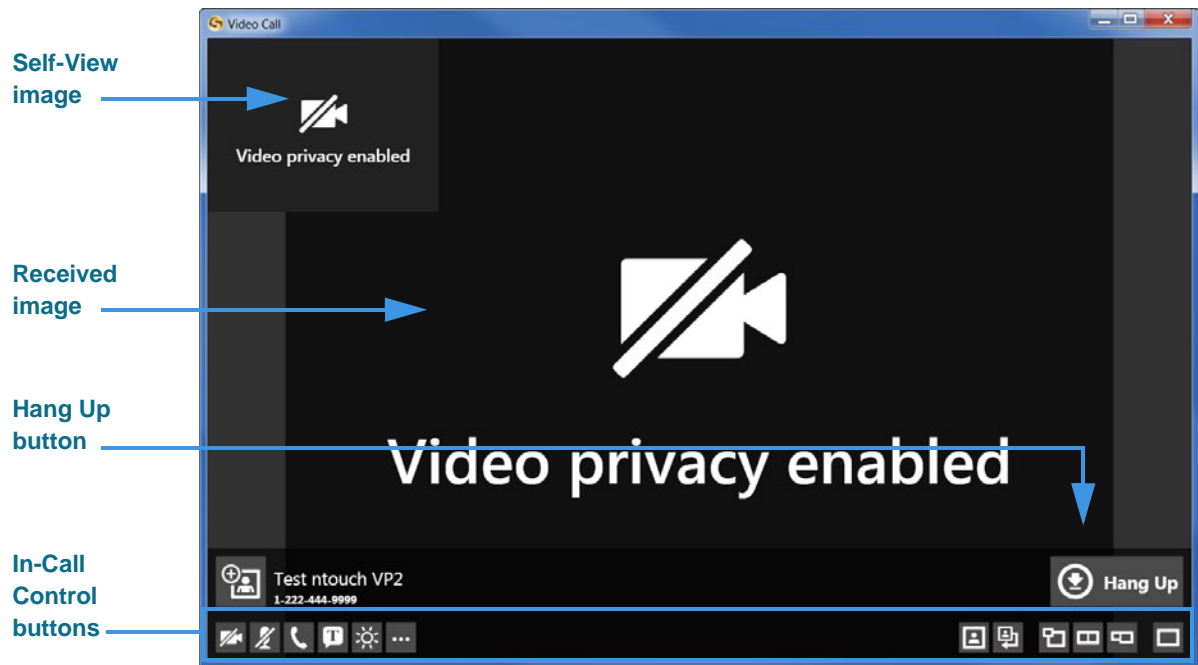 Video Call
Self-View
image
Video privacy enabled
Received
image
Hang Up
button
Video privacy enabled
In-Call
Control
buttons
Test ntouch VP2
1-222-444-9999
Hang Up
T